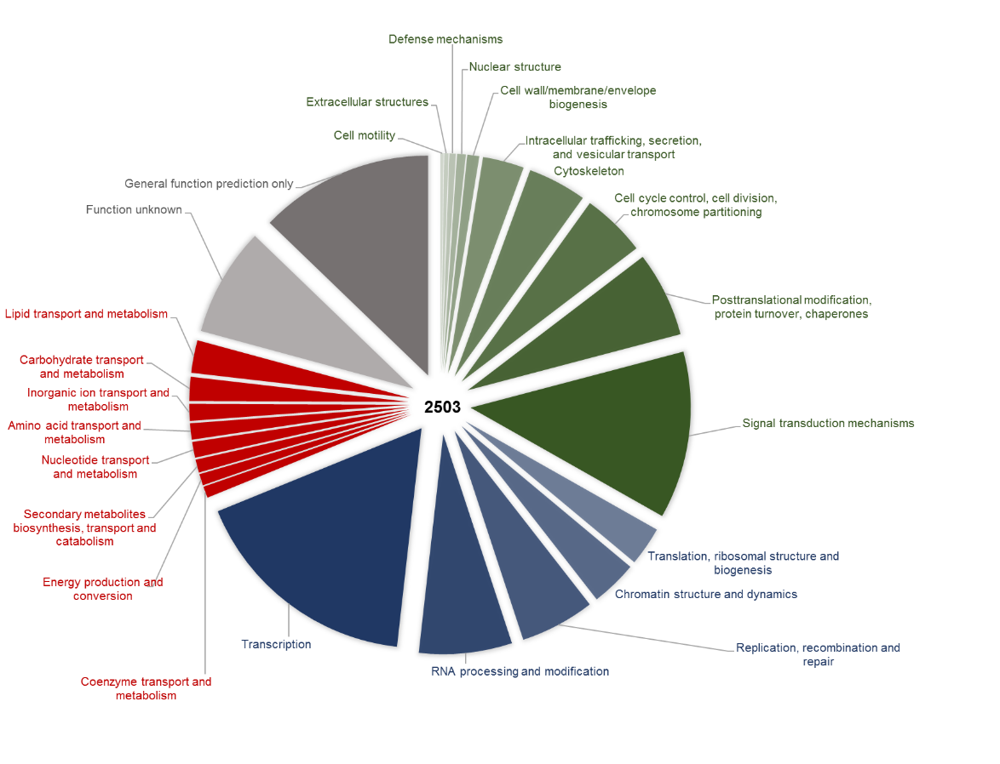 Defense mechanisms
Nuclear structure
Cell wall/membrane/envelope
biogenesis
Extracellular structures
Cell motility
Intracellular trafficking, secretion,
and vesicular transport
Cytoskeleton
General function prediction only
Function unknown
Cell cycle control, cell division,
chromosome partitioning
Posttranslational modification,
protein turnover, chaperones
Lipid transport and metabolism
Carbohydrate transport
and metabolism
Inorganic ion transport and
metabolism
2503
Signal transduction mechanisms
Amino acid transport and
metabolism
Nucleotide transport
and metabolism
Secondary metabolites
biosynthesis, transport and
catabolism
Translation, ribosomal structure and
biogenesis
Energy production and
conversion
Chromatin structure and dynamics
Transcription
Replication, recombination and
repair
RNA processing and modification
Coenzyme transport and
metabolism